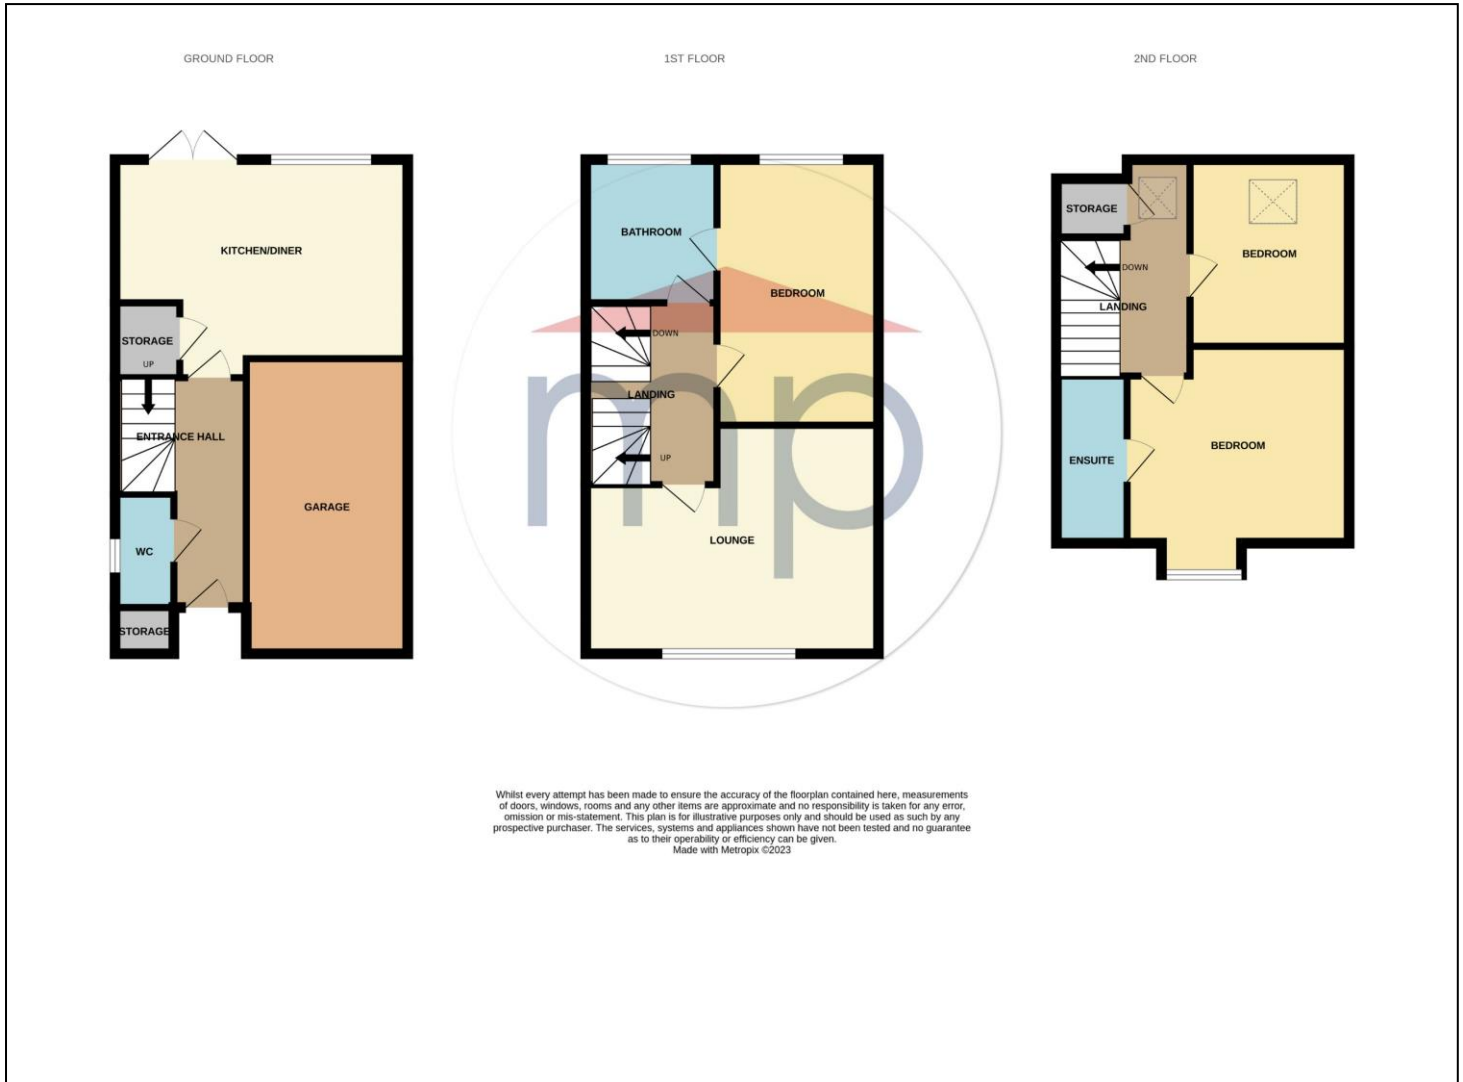 GROUND FLOOR
KITCHEN/DINER
STORAGE
UP
ENTRANCE HALL
GARAGE
WC
STORAGE
1ST FLOOR
BATHROOM
BEDROOM
DOWN
LANDING
UP
LOUNGE
mp
2ND FLOOR
STORAGE
BEDROOM
DOWN
LANDING
BEDROOM
ENSUITE
Whilst every attempt has been made to ensure the accuracy of the floorplan contained here, measurements
of doors, windows, rooms and any other items are approximate and no responsibility is taken for any error,
omission or mis-statement. This plan is for illustrative purposes only and should be used as such by any
prospective purchaser. The services, systems and appliances shown have not been tested and no guarantee
as to their operability or efficiency can be given.
Made with Metropix ©2023